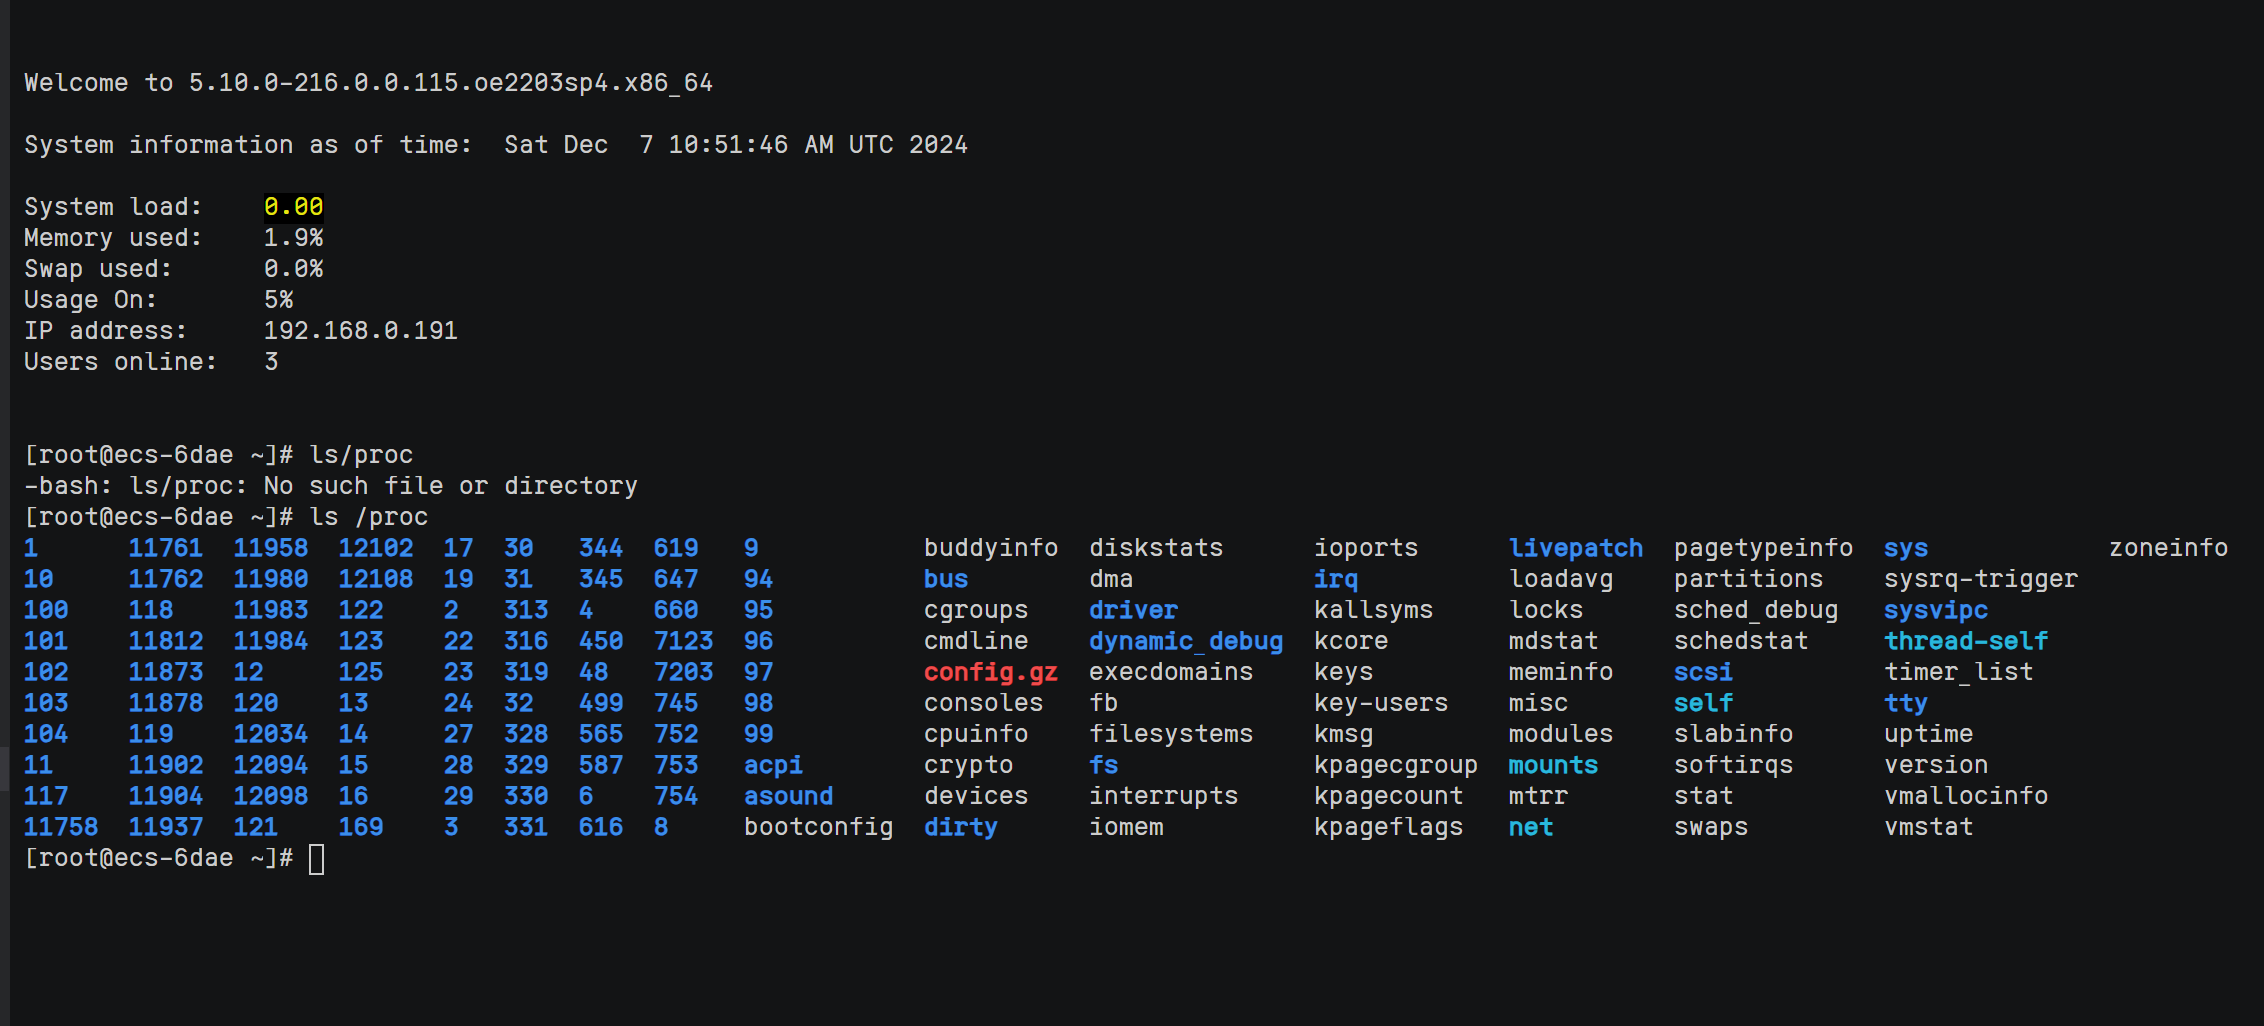 Welcome to 5.10.0-216.0.0.115.oe2203sp4.x86_64
System information as of time:  Sat Dec  7 10:51:46 AM UTC 2024
System load:    0.00
Memory used:    1.9%
Swap used:      0.0%
Usage On:       5%
IP address:     192.168.0.191
Users online:   3
[root@ecs-6dae ~]# ls/proc
-bash: ls/proc: No such file or directory
[root@ecs-6dae ~]# ls /proc
1      11761  11958  12102  17  30   344  619   9          buddyinfo  diskstats      ioports     livepatch  pagetypeinfo  sys            zoneinfo
10     11762  11980  12108  19  31   345  647   94         bus        dma            irq         loadavg    partitions    sysrq-trigger
100    118    11983  122    2   313  4    660   95         cgroups    driver         kallsyms    locks      sched_debug   sysvipc
101    11812  11984  123    22  316  450  7123  96         cmdline    dynamic_debug  kcore       mdstat     schedstat     thread-self
102    11873  12     125    23  319  48   7203  97         config.gz  execdomains    keys        meminfo    scsi          timer_list
103    11878  120    13     24  32   499  745   98         consoles   fb             key-users   misc       self          tty
104    119    12034  14     27  328  565  752   99         cpuinfo    filesystems    kmsg        modules    slabinfo      uptime
11     11902  12094  15     28  329  587  753   acpi       crypto     fs             kpagecgroup  mounts     softirqs      version
117    11904  12098  16     29  330  6    754   asound     devices    interrupts     kpagecount  mtrr       stat          vmallocinfo
11758  11937  121    169    3   331  616  8     bootconfig  dirty      iomem          kpageflags  net        swaps         vmstat
[root@ecs-6dae ~]#